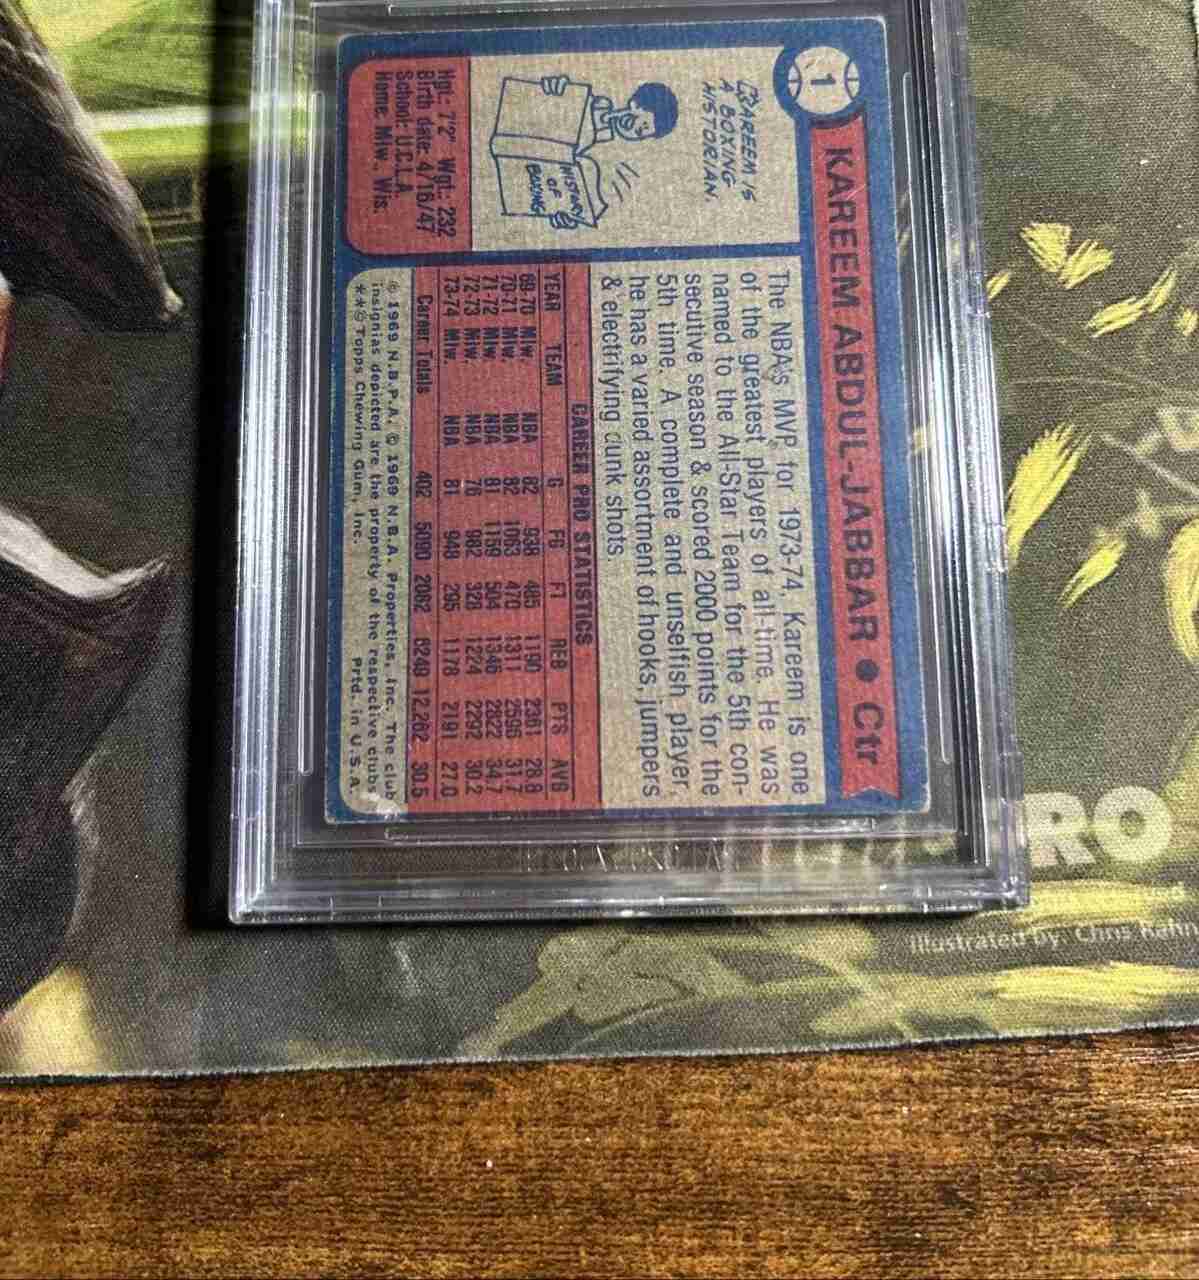 1
KAREEM ABDUL-JABBAR ● Ctr
KAREEM IS
A BOXING
HISTORIAN.
HISTORY
OF
BOXING
Hgt.: 7'2" Wgt.: 232
Birth date: 4/16/47
School: U.C.L.A.
Home: Milw., Wis.
The NBA's MVP for 1973-74, Kareem is one
of the greatest players of all-time. He was
named to the All-Star Team for the 5th con-
secutive season & scored 2000 points for the
5th time. A complete and unselfish player,
he has a varied assortment of hooks, jumpers
& electrifying dunk shots.
CAREER PRO STATISTICS
YEAR TEAM G FG FT REB PTS AVG
69-70 Milw. NBA 82 938 485 1190 2361 28.8
70-71 Milw. NBA 82 1063 470 1311 2596 31.7
71-72 Milw. NBA 81 1159 504 1346 2822 34.7
72-73 Milw. NBA 76 982 328 1224 2292 30.2
73-74 Milw. NBA 81 948 295 1178 2191 27.0
Career Totals 402 5090 2082 6249 12,262 30.5
© 1969 N.B.P.A. © 1969 N.B.A. Properties, Inc. The club
insignias depicted are the property of the respective clubs
**© Topps Chewing Gum, Inc. Prtd. in U.S.A.
RO
Illustrated by: Chris Rahn